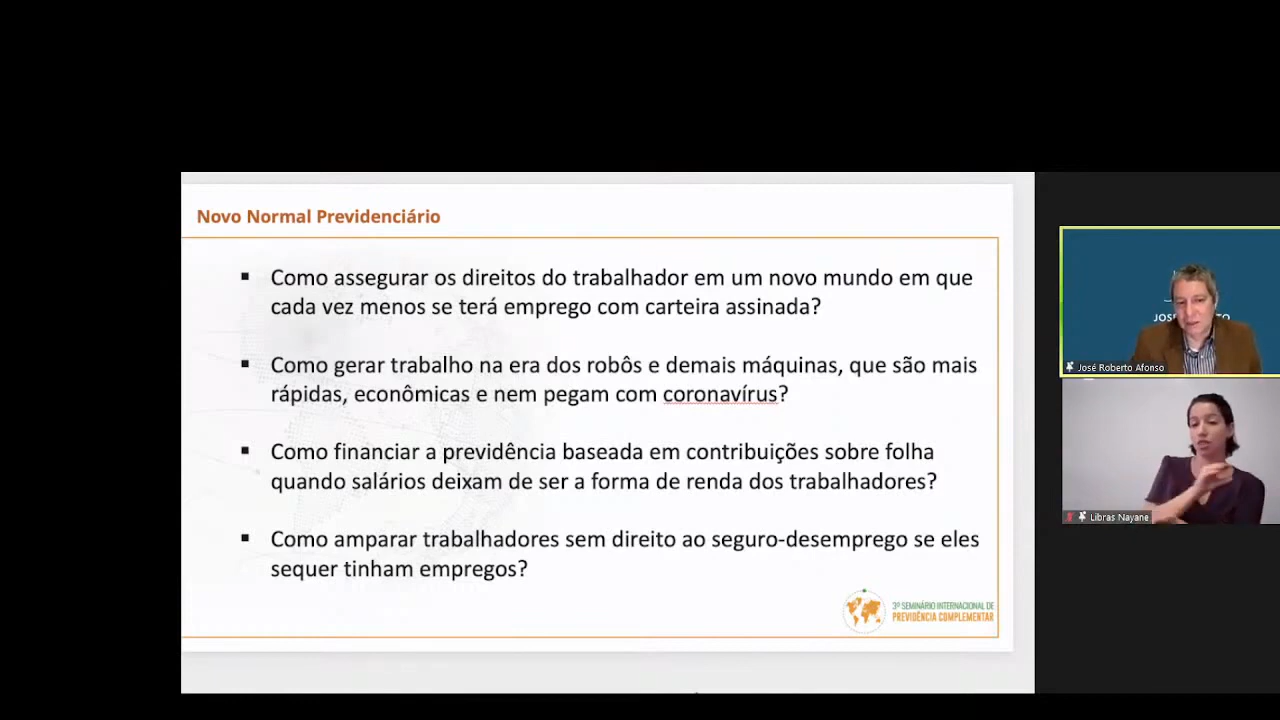 Novo Normal Previdenciário
▪ Como assegurar os direitos do trabalhador em um novo mundo em que
cada vez menos se terá emprego com carteira assinada?
▪ Como gerar trabalho na era dos robôs e demais máquinas, que são mais
rápidas, econômicas e nem pegam com coronavírus?
▪ Como financiar a previdência baseada em contribuições sobre folha
quando salários deixam de ser a forma de renda dos trabalhadores?
▪ Como amparar trabalhadores sem direito ao seguro-desemprego se eles
sequer tinham empregos?
3º SEMINÁRIO INTERNACIONAL DE
PREVIDÊNCIA COMPLEMENTAR
José Roberto Afonso
Libras Nayane